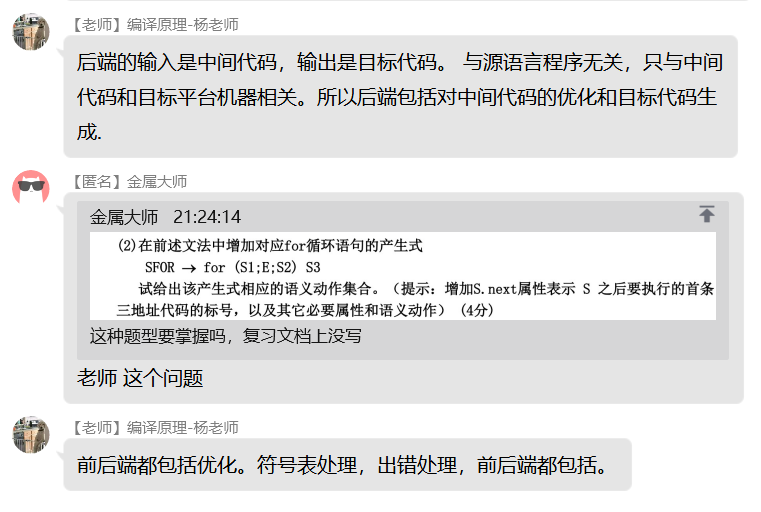 【老师】编译原理-杨老师
后端的输入是中间代码，输出是目标代码。 与源语言程序无关，只与中间
代码和目标平台机器相关。所以后端包括对中间代码的优化和目标代码生
成.
【匿名】金属大师
金属大师 21:24:14
(2)在前述文法中增加对应for循环语句的产生式
SFOR → for (S1;E;S2) S3
试给出该产生式相应的语义动作集合。（提示：增加S.next属性表示 S 之后要执行的首条
三地址代码的标号，以及其它必要属性和语义动作） (4分)
这种题型要掌握吗，复习文档上没写
老师 这个问题
【老师】编译原理-杨老师
前后端都包括优化。符号表处理，出错处理，前后端都包括。